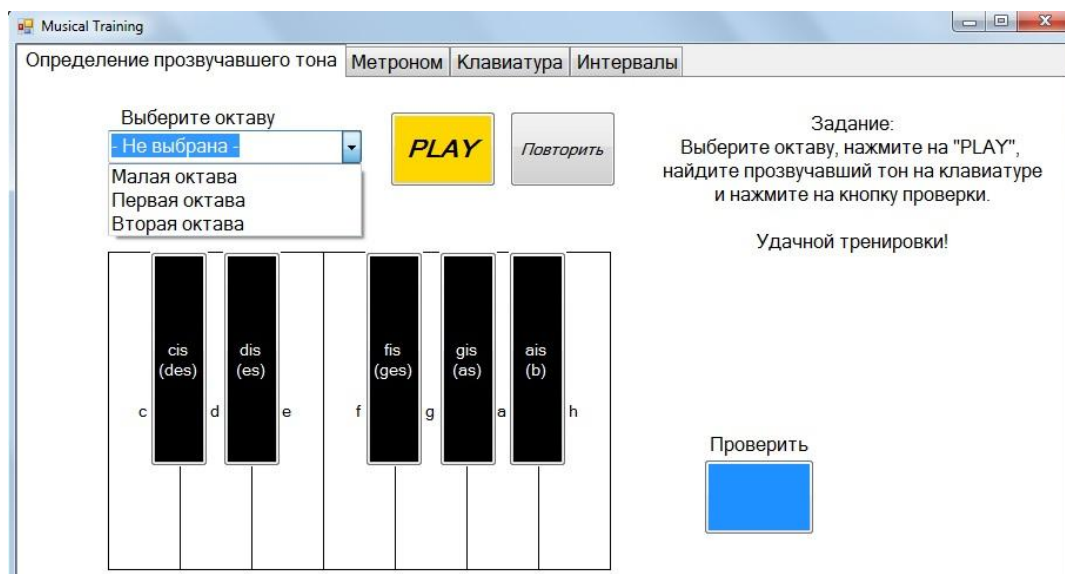 Musical Training
Определение прозвучавшего тона
Метроном
Клавиатура
Интервалы
Выберите октаву
- Не выбрана -
Малая октава
Первая октава
Вторая октава
PLAY
Повторить
Задание:
Выберите октаву, нажмите на "PLAY",
найдите прозвучавший тон на клавиатуре
и нажмите на кнопку проверки.
Удачной тренировки!
cis
(des)
dis
(es)
fis
(ges)
gis
(as)
ais
(b)
c d e f g a h
Проверить